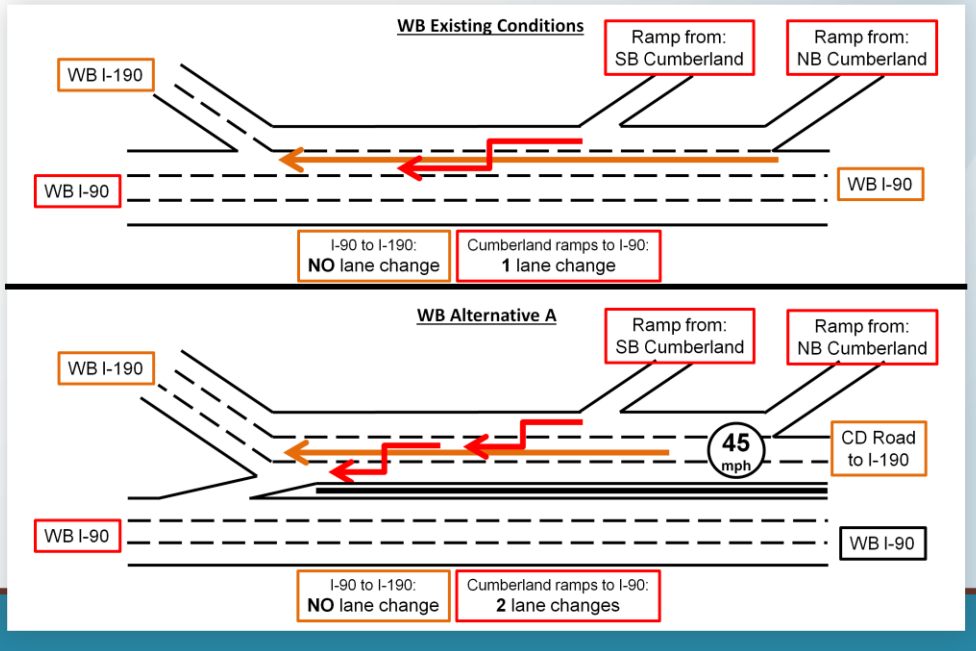 WB Existing Conditions
Ramp from:
SB Cumberland
Ramp from:
NB Cumberland
WB I-190
WB I-90
WB I-90
I-90 to I-190:
NO lane change
Cumberland ramps to I-90:
1 lane change
WB Alternative A
Ramp from:
SB Cumberland
Ramp from:
NB Cumberland
WB I-190
45
mph
CD Road
to I-190
WB I-90
WB I-90
I-90 to I-190:
NO lane change
Cumberland ramps to I-90:
2 lane changes